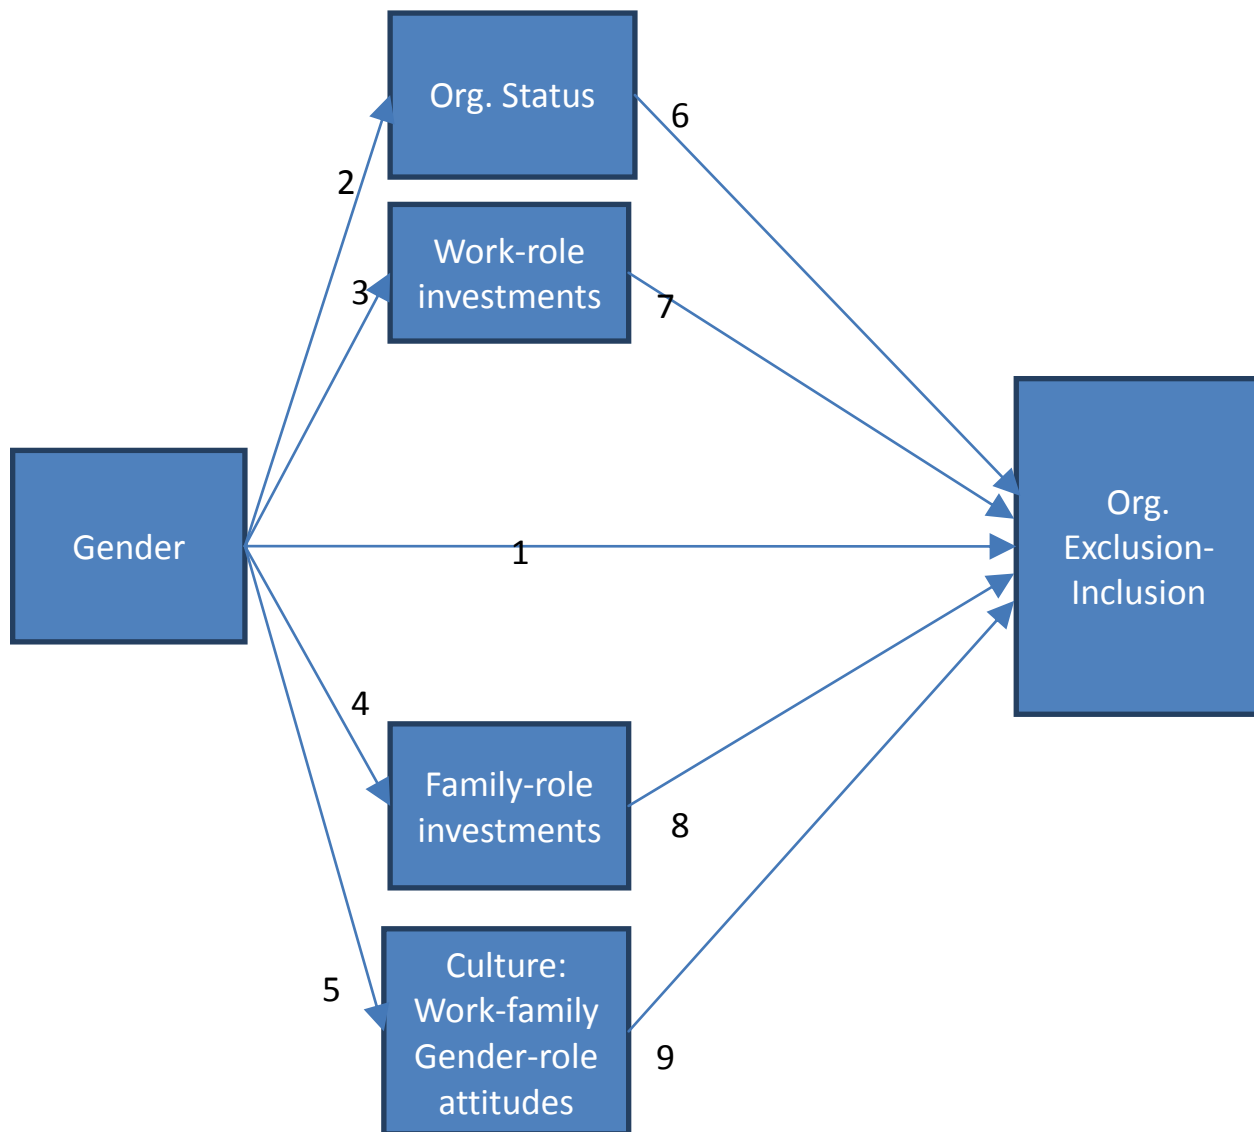 Org. Status
6
2
Work-role
investments
3
7
Gender
1
Org.
Exclusion-
Inclusion
4
Family-role
investments
8
Culture:
Work-family
Gender-role
attitudes
5
9